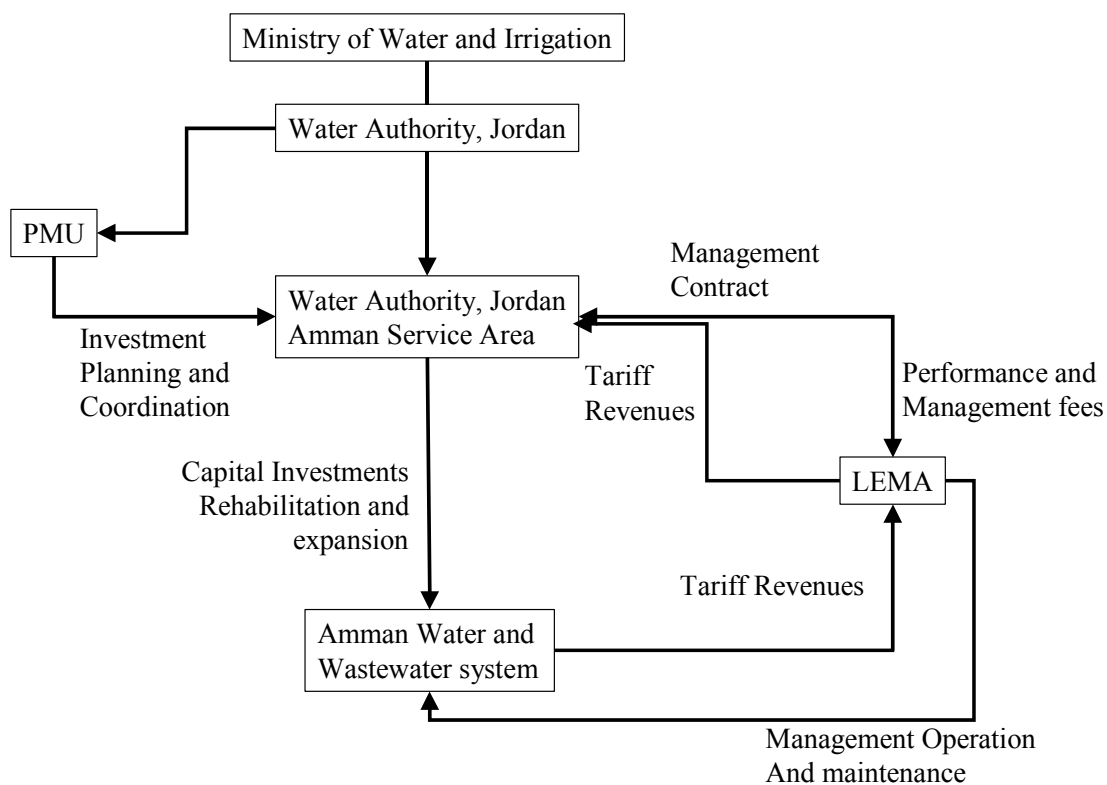 Ministry of Water and Irrigation
Water Authority, Jordan
PMU
Management
Contract
Water Authority, Jordan
Amman Service Area
Investment
Planning and
Coordination
Tariff
Revenues
Performance and
Management fees
LEMA
Capital Investments
Rehabilitation and
expansion
Tariff Revenues
Amman Water and
Wastewater system
Management Operation
And maintenance